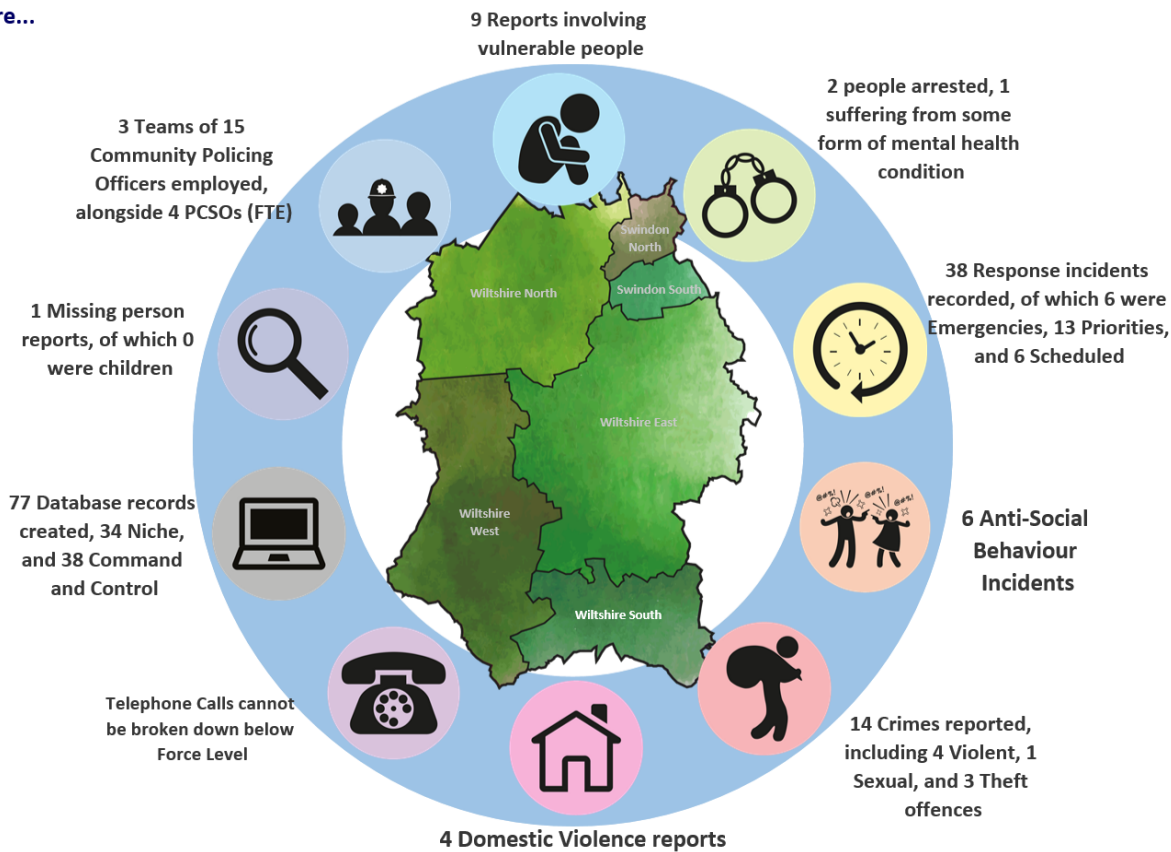 re...
9 Reports involving
vulnerable people
2 people arrested, 1
suffering from some
form of mental health
condition
3 Teams of 15
Community Policing
Officers employed,
alongside 4 PCSOs (FTE)
38 Response incidents
recorded, of which 6 were
Emergencies, 13 Priorities,
and 6 Scheduled
1 Missing person
reports, of which 0
were children
Swindon
North
Swindon South
Wiltshire North
Wiltshire East
Wiltshire
West
Wiltshire South
@#%!
@#%!
@#%!
77 Database records
created, 34 Niche,
and 38 Command
and Control
6 Anti-Social
Behaviour
Incidents
Telephone Calls cannot
be broken down below
Force Level
14 Crimes reported,
including 4 Violent, 1
Sexual, and 3 Theft
offences
4 Domestic Violence reports